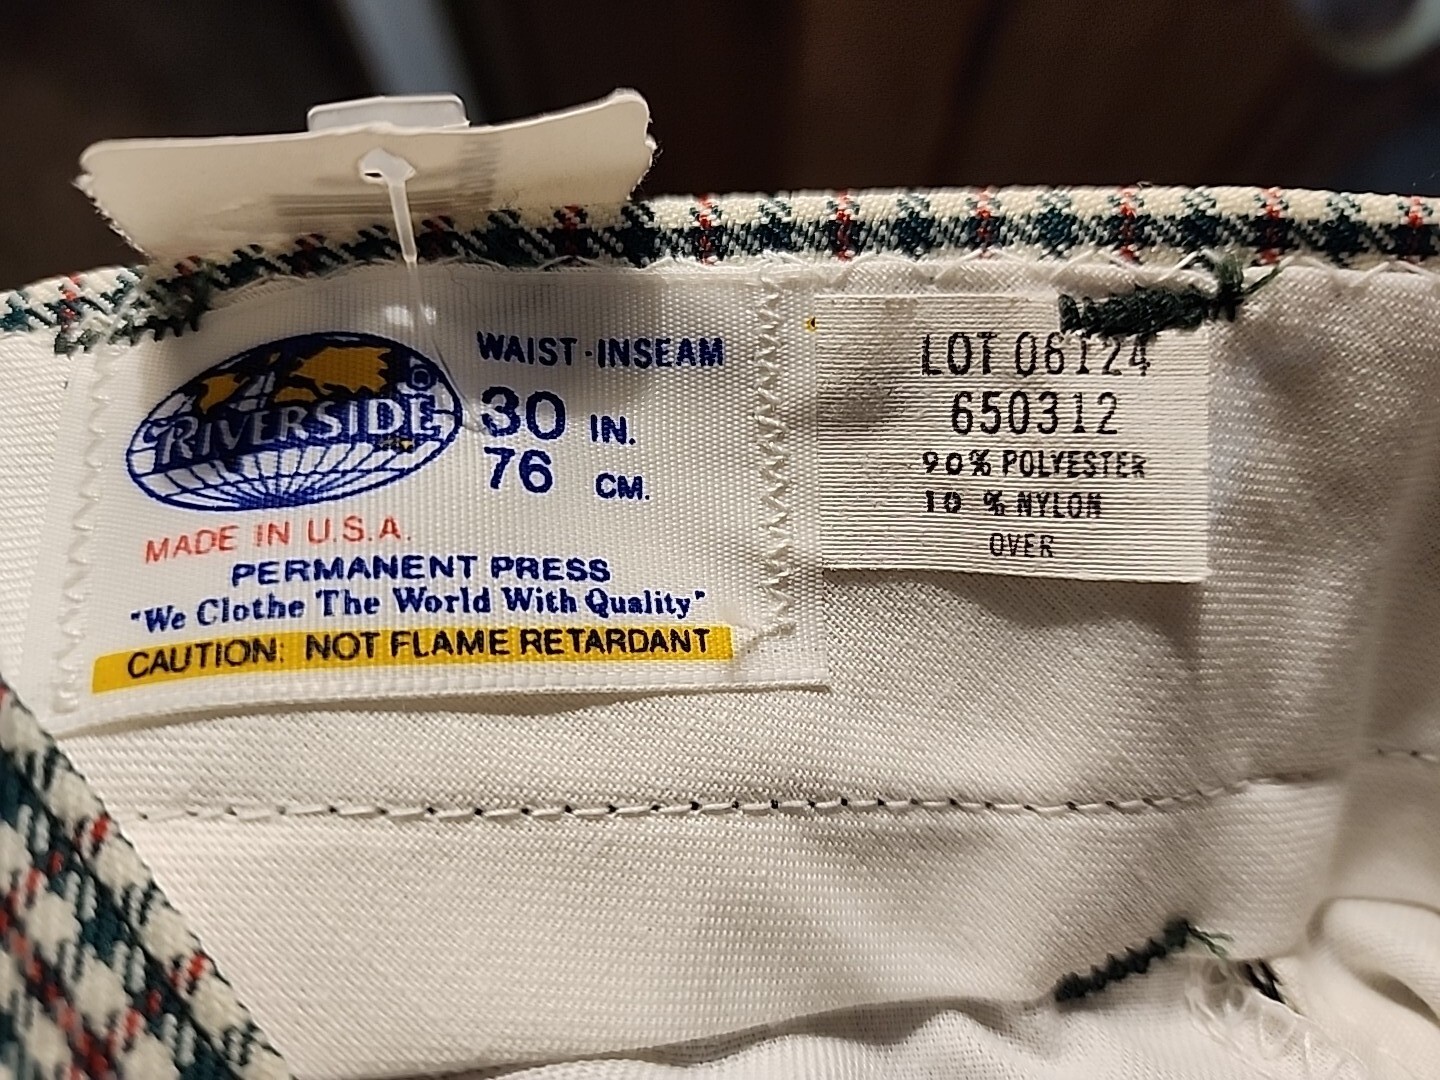 RIVERSIDE®
WAIST-INSEAM
30 IN.
76 CM.
MADE IN U.S.A.
PERMANENT PRESS
"We Clothe The World With Quality"
CAUTION: NOT FLAME RETARDANT
LOT 06124
650312
90% POLYESTER
10 % NYLON
OVER